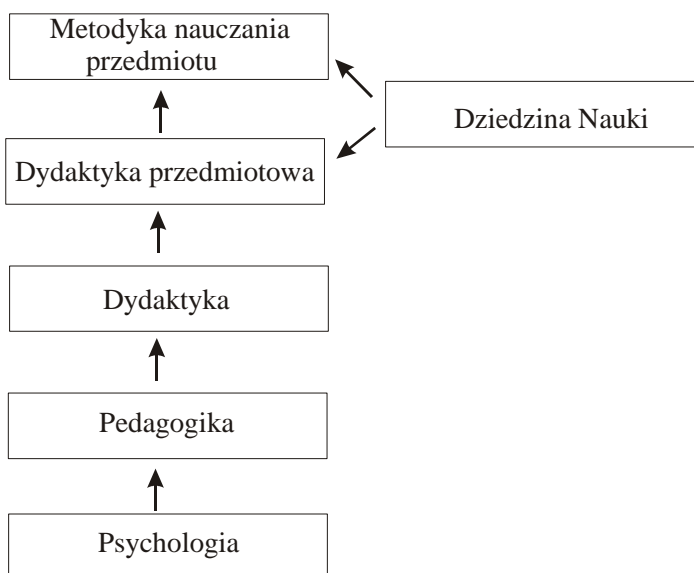 Metodyka nauczania
przedmiotu
Dziedzina Nauki
Dydaktyka przedmiotowa
Dydaktyka
Pedagogika
Psychologia